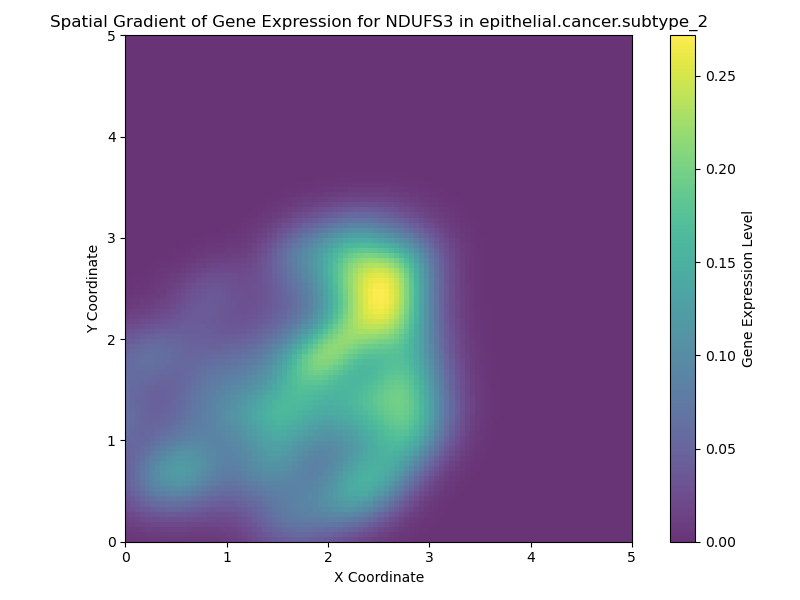 Spatial Gradient of Gene Expression for NDUFS3 in epithelial.cancer.subtype_2
5
4
3
2
1
0
Y Coordinate
0 1 2 3 4 5
X Coordinate
0.25
0.20
0.15
0.10
0.05
0.00
Gene Expression Level